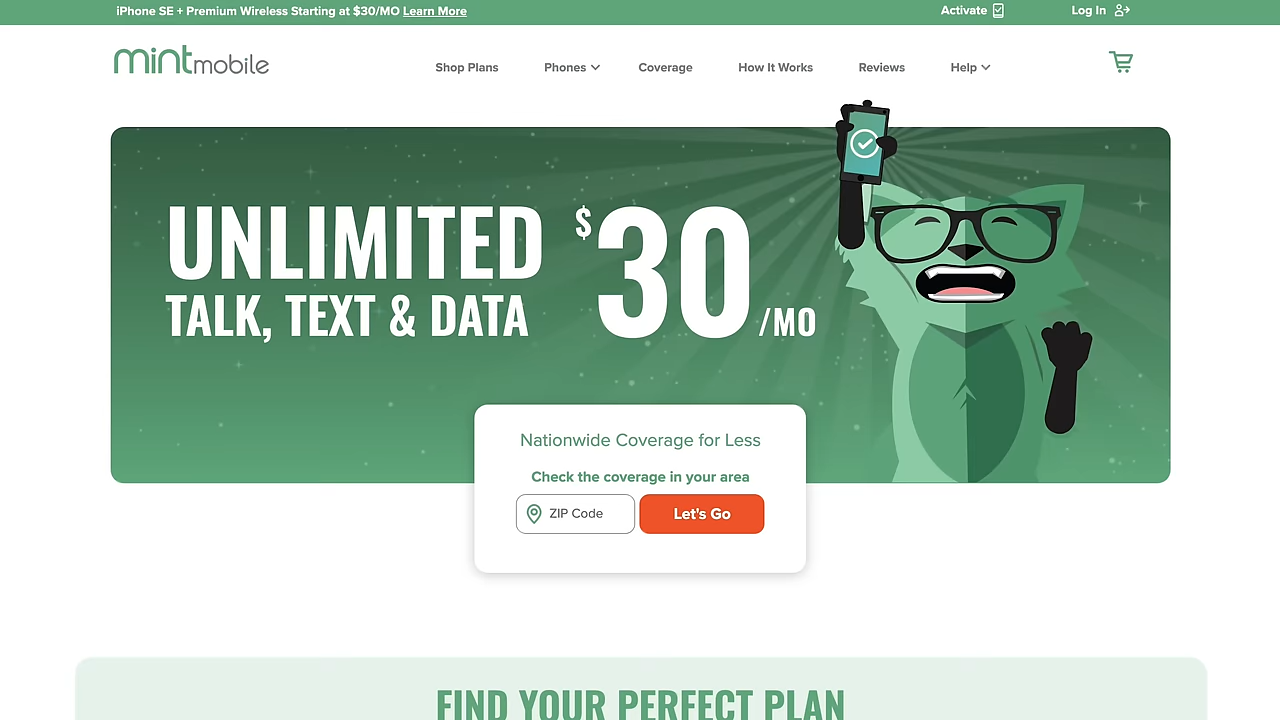 iPhone SE + Premium Wireless Starting at $30/MO Learn More
Activate
Log In
mintmobile
Shop Plans
Phones
Coverage
How It Works
Reviews
Help
UNLIMITED
TALK, TEXT & DATA
$30/MO
Nationwide Coverage for Less
Check the coverage in your area
ZIP Code
Let's Go
FIND YOUR PERFECT PLAN